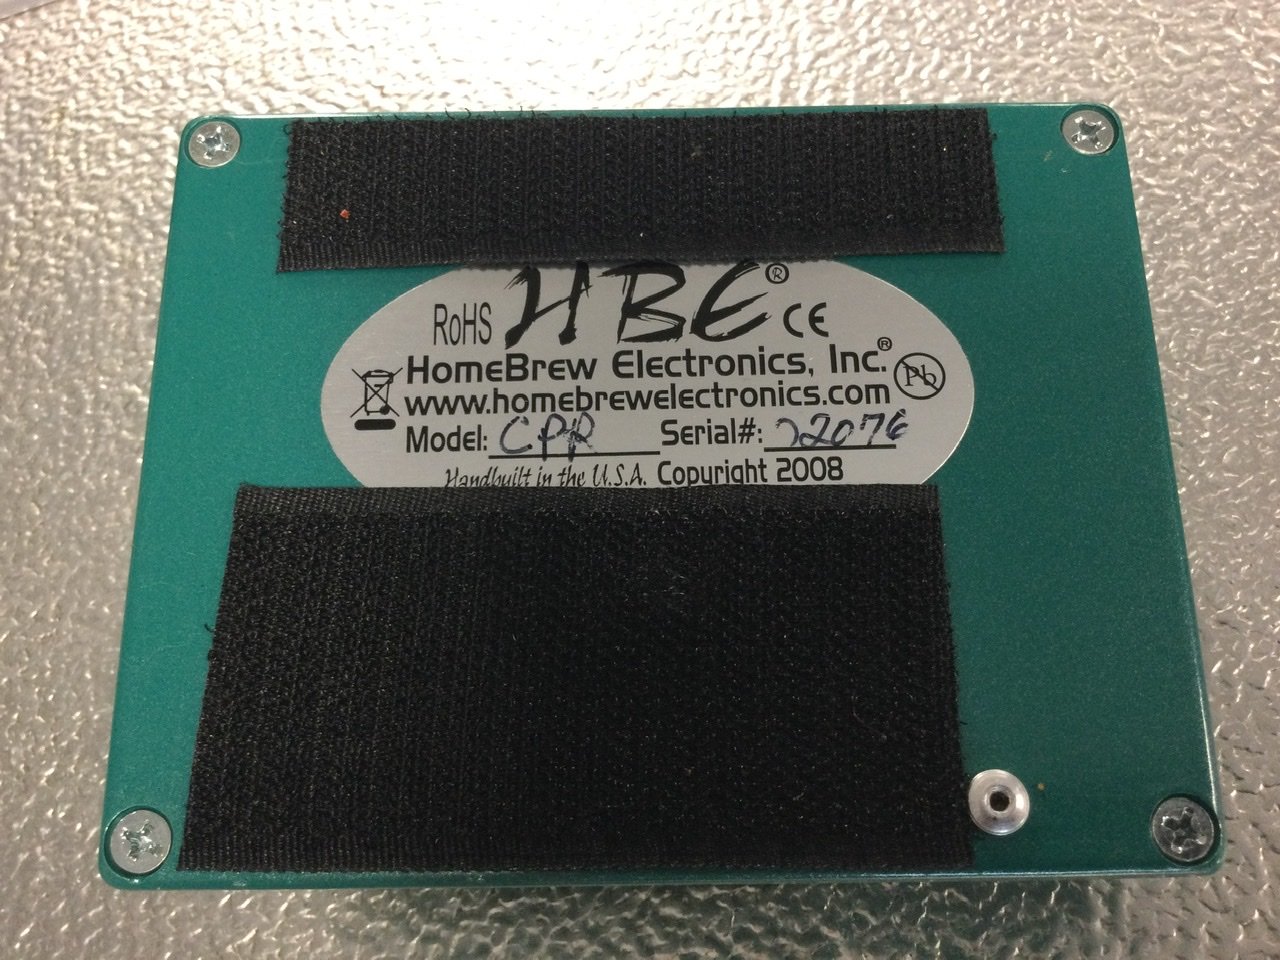 RoHS HBE® CE
HomeBrew Electronics, Inc.®
Pb
www.homebrewelectronics.com
Model: CPR Serial#: 22076
Handbuilt in the U.S.A. Copyright 2008